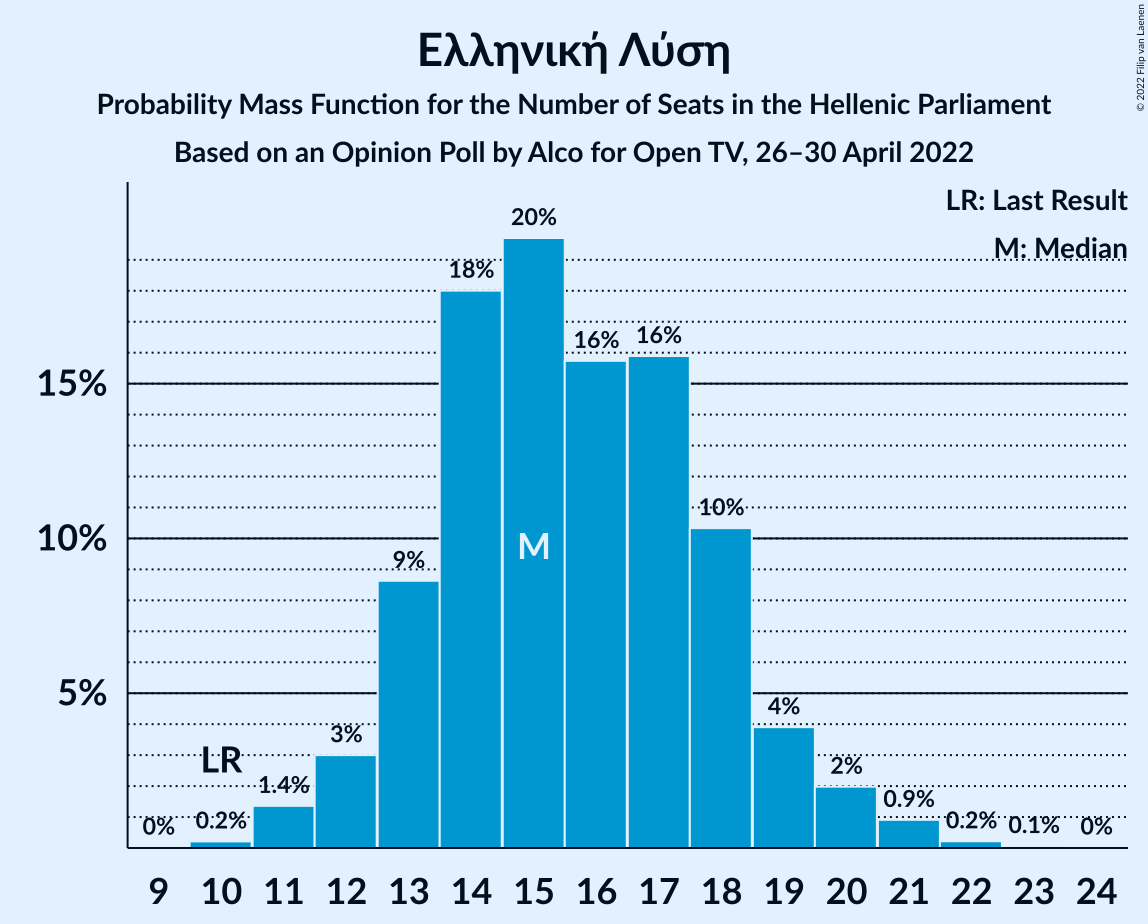 Ελληνική Λύση
Probability Mass Function for the Number of Seats in the Hellenic Parliament
Based on an Opinion Poll by Alco for Open TV, 26–30 April 2022
© 2022 Filip van Laenen
LR: Last Result
M: Median
20%
18%
16%
16%
15%
10%
10%
M
9%
5%
4%
3%
LR
2%
1.4%
0.9%
0%
0.2%
0.2%
0.1%
0%
9 10 11 12 13 14 15 16 17 18 19 20 21 22 23 24